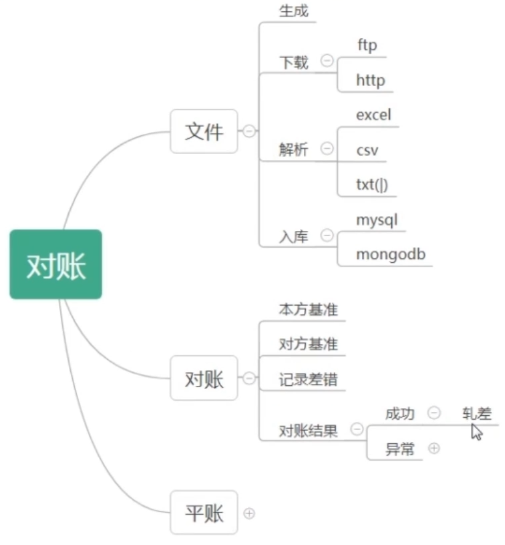 对账
文件
生成
下载
ftp
http
解析
excel
csv
txt(|)
入库
mysql
mongodb
对账
本方基准
对方基准
记录差错
对账结果
成功
轧差
异常
平账